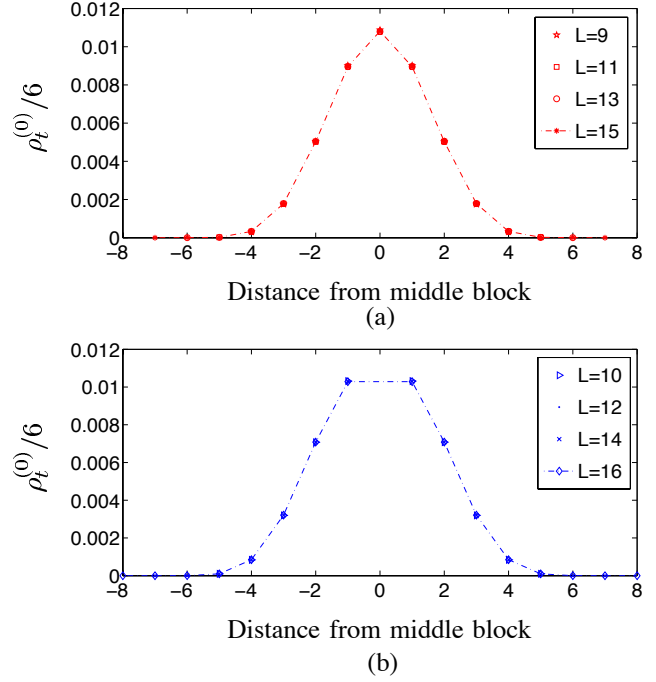 0.012
0.01
0.008
0.006
0.004
0.002
0
ρ_t^{(0)}/6
L=9
L=11
L=13
L=15
−8 −6 −4 −2 0 2 4 6 8
Distance from middle block
(a)
0.012
0.01
0.008
0.006
0.004
0.002
0
ρ_t^{(0)}/6
L=10
L=12
L=14
L=16
−8 −6 −4 −2 0 2 4 6 8
Distance from middle block
(b)